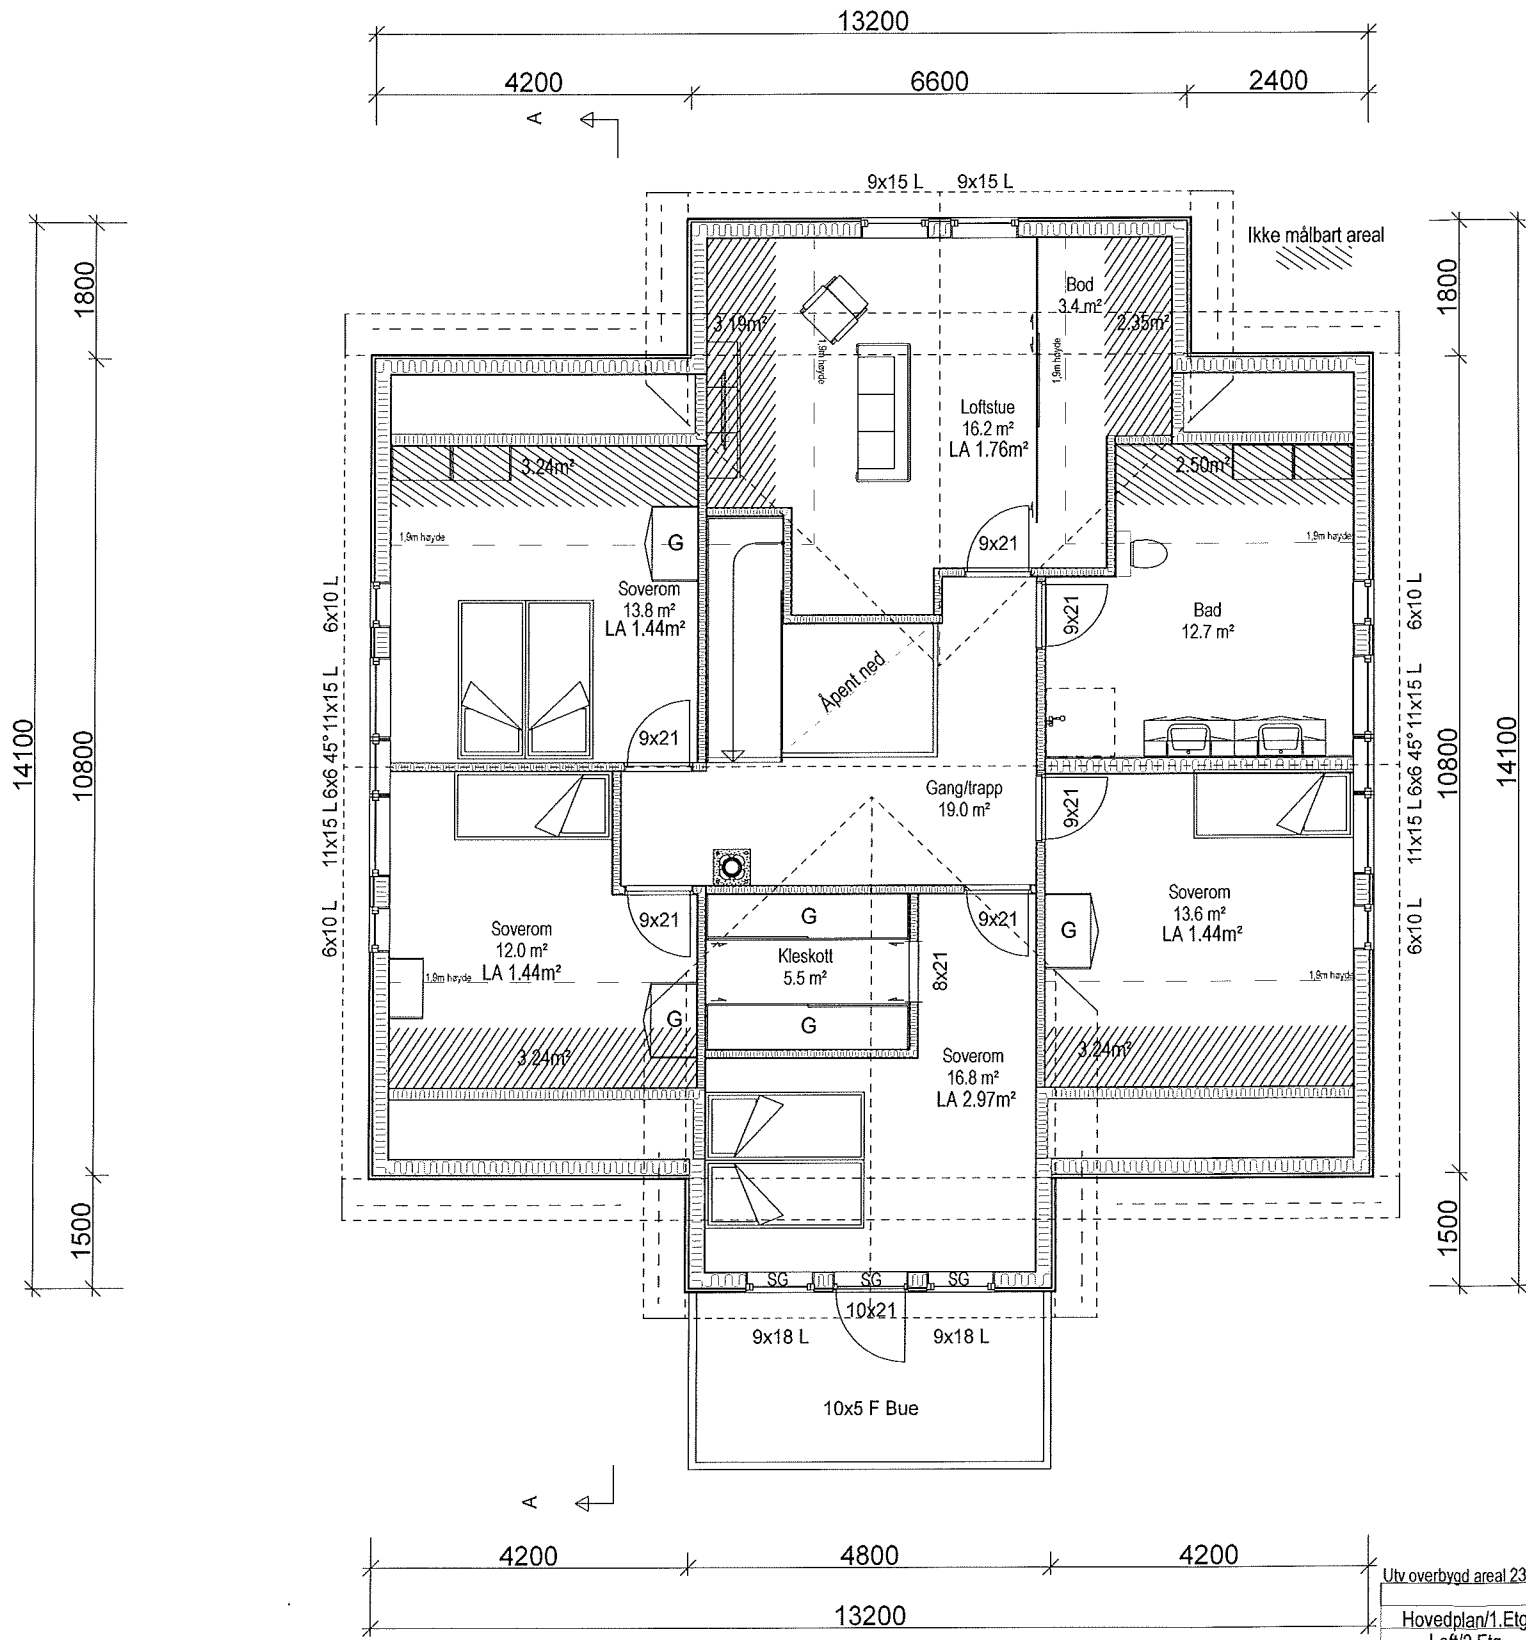 13200
4200 6600 2400
A
9x15 L 9x15 L
Ikke målbart areal
1800
1800
14100
10800
10800
14100
1500
1500
Bod
3.4 m²
3.19m²
2.35m²
1,9m høyde
1,9m høyde
Loftstue
16.2 m²
LA 1.76m²
3.24m²
2.50m²
1,9m høyde
1,9m høyde
G
9x21
Soverom
13.8 m²
LA 1.44m²
9x21
9x21
Bad
12.7 m²
Åpent ned
6x10 L
11x15 L 6x6 45° 11x15 L
6x10 L
6x10 L
11x15 L 6x6 45° 11x15 L
6x10 L
Gang/trapp
19.0 m²
9x21
9x21
Soverom
12.0 m²
LA 1.44m²
1,9m høyde
G
3.24m²
G
Kleskott
5.5 m²
G
8x21
9x21
Soverom
13.6 m²
LA 1.44m²
G
1,9m høyde
3.24m²
Soverom
16.8 m²
LA 2.97m²
SG SG SG
10x21
9x18 L 9x18 L
10x5 F Bue
A
4200 4800 4200
13200
Utv overbygd areal 23
Hovedplan/1.Etg